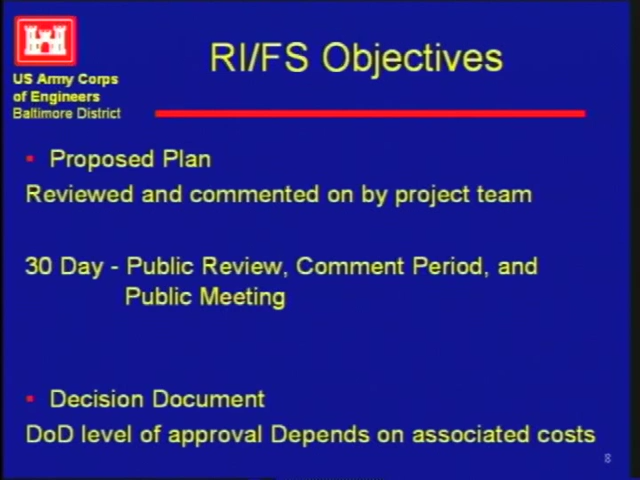 RI/FS Objectives
US Army Corps
of Engineers
Baltimore District
▪ Proposed Plan
Reviewed and commented on by project team
30 Day - Public Review, Comment Period, and
Public Meeting
▪ Decision Document
DoD level of approval Depends on associated costs
8